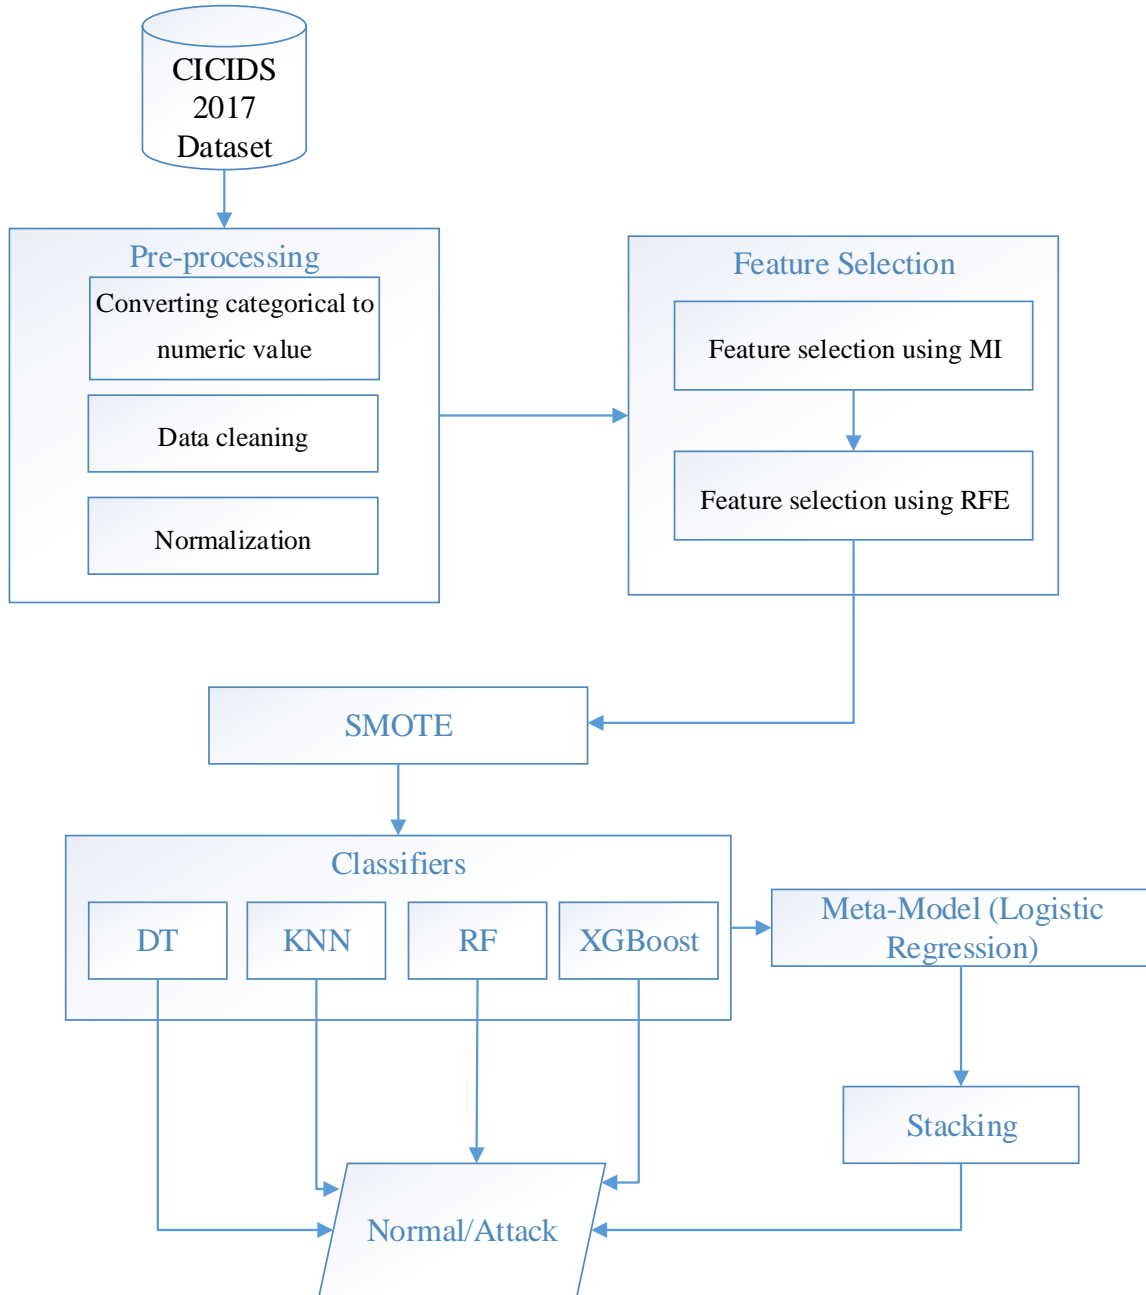 CICIDS
2017
Dataset
Pre-processing
Converting categorical to
numeric value
Data cleaning
Normalization
Feature Selection
Feature selection using MI
Feature selection using RFE
SMOTE
Classifiers
DT
KNN
RF
XGBoost
Meta-Model (Logistic
Regression)
Stacking
Normal/Attack